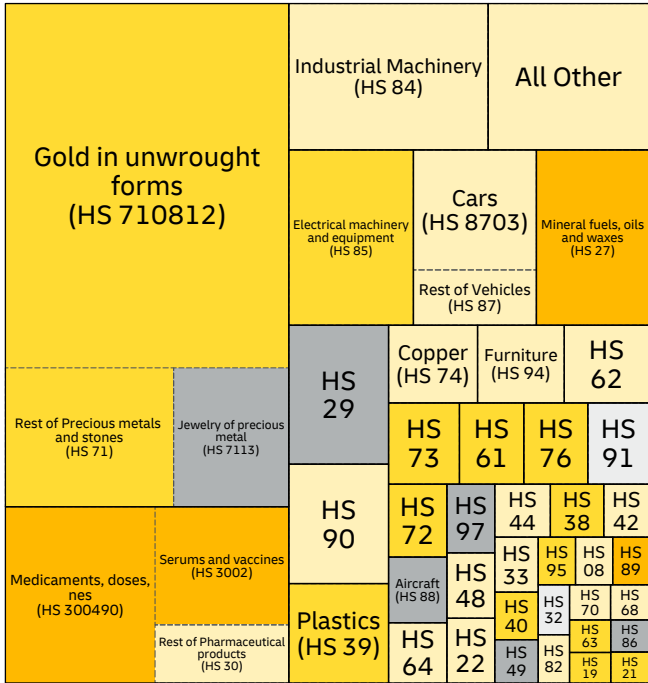 Gold in unwrought
forms
(HS 710812)
Rest of Precious metals
and stones
(HS 71)
Jewelry of precious
metal
(HS 7113)
Medicaments, doses,
nes
(HS 300490)
Serums and vaccines
(HS 3002)
Rest of Pharmaceutical
products
(HS 30)
Industrial Machinery
(HS 84)
All Other
Electrical machinery
and equipment
(HS 85)
Cars
(HS 8703)
Rest of Vehicles
(HS 87)
Mineral fuels, oils
and waxes
(HS 27)
HS
29
HS
90
Plastics
(HS 39)
Copper
(HS 74)
Furniture
(HS 94)
HS
62
HS
73
HS
61
HS
76
HS
91
HS
72
HS
97
Aircraft
(HS 88)
HS
48
HS
64
HS
22
HS
44
HS
38
HS
42
HS
33
HS
95
HS
08
HS
89
HS
40
HS
32
HS
70
HS
68
HS
63
HS
86
HS
49
HS
82
HS
19
HS
21